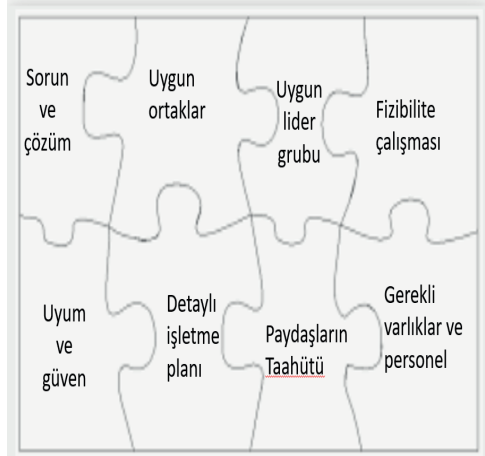 Sorun
ve
çözüm
Uygun
ortaklar
Uygun
lider
grubu
Fizibilite
çalışması
Uyum
ve
güven
Detaylı
işletme
planı
Paydaşların
Taahütü
Gerekli
varlıklar ve
personel